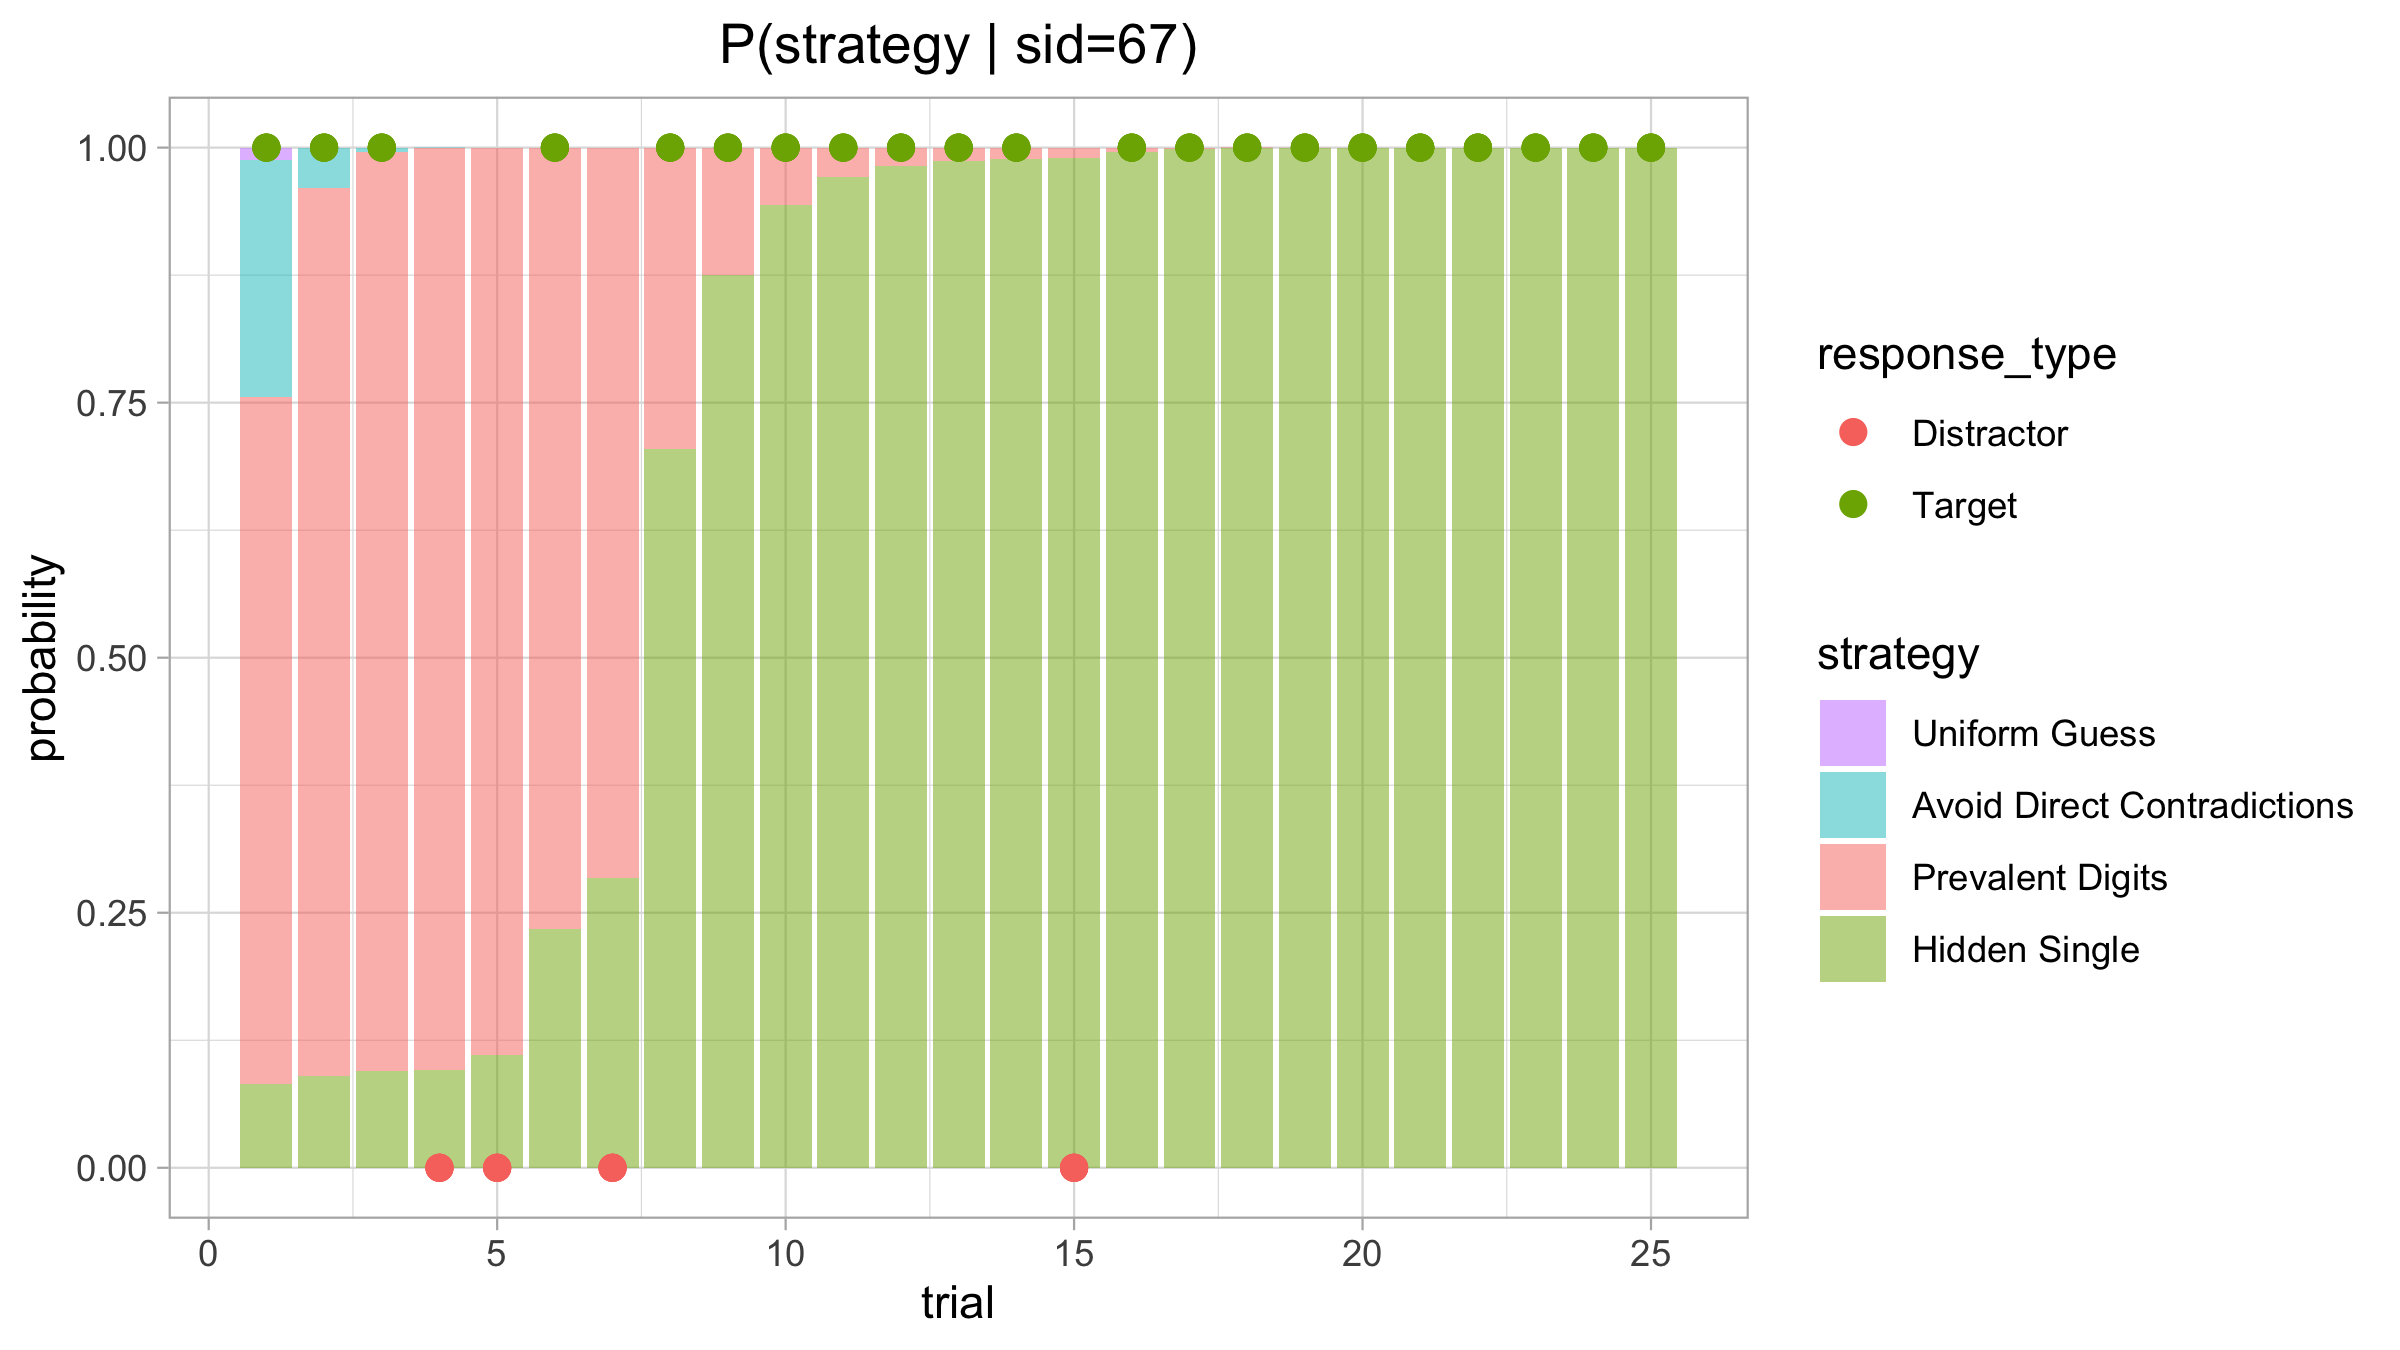 P(strategy | sid=67)
probability
1.00
0.75
0.50
0.25
0.00
0 5 10 15 20 25
trial
response_type
Distractor
Target
strategy
Uniform Guess
Avoid Direct Contradictions
Prevalent Digits
Hidden Single